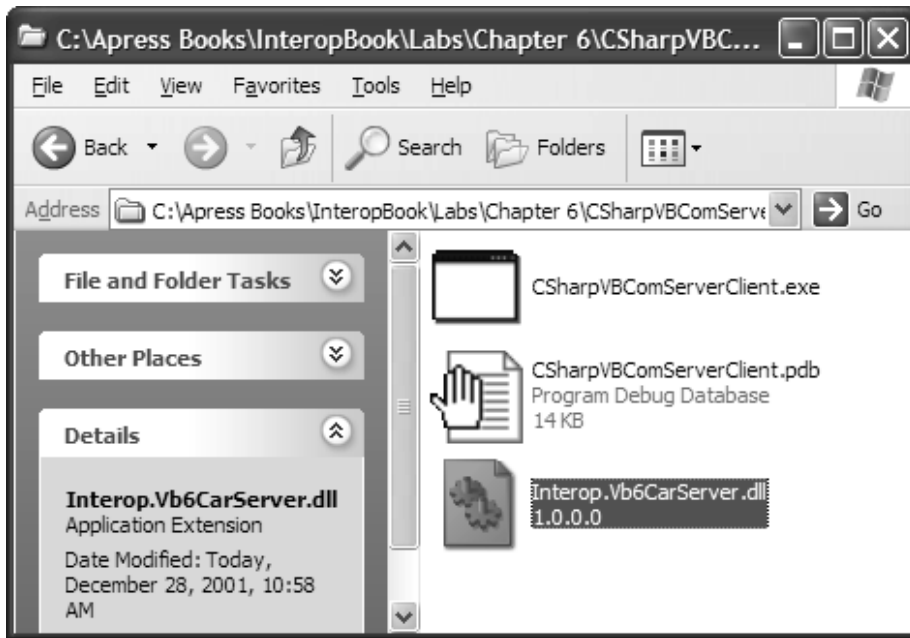 C:\Apress Books\InteropBook\Labs\Chapter 6\CSharpVBC...
File Edit View Favorites Tools Help
Back Search Folders
Address C:\Apress Books\InteropBook\Labs\Chapter 6\CSharpVBComServe Go
File and Folder Tasks
Other Places
Details
Interop.Vb6CarServer.dll
Application Extension
Date Modified: Today,
December 28, 2001, 10:58
AM
CSharpVBComServerClient.exe
CSharpVBComServerClient.pdb
Program Debug Database
14 KB
Interop.Vb6CarServer.dll
1.0.0.0